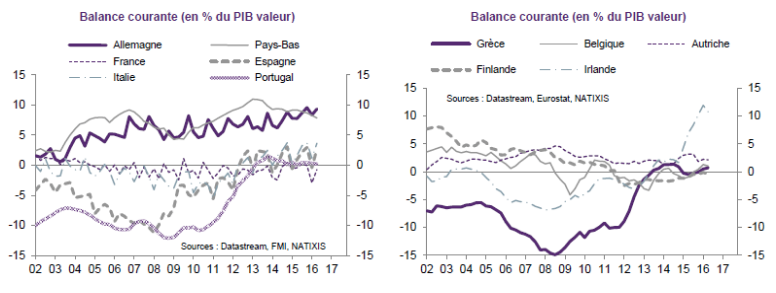 Balance courante (en % du PIB valeur)
Allemagne Pays-Bas
France Espagne
Italie Portugal
15 15
10 10
5 5
0 0
-5 -5
-10 -10
-15 -15
Sources : Datastream, FMI, NATIXIS
02 03 04 05 06 07 08 09 10 11 12 13 14 15 16 17
Balance courante (en % du PIB valeur)
Grèce Belgique Autriche
Finlande Irlande
Sources : Datastream, Eurostat, NATIXIS
15 15
10 10
5 5
0 0
-5 -5
-10 -10
-15 -15
02 03 04 05 06 07 08 09 10 11 12 13 14 15 16 17